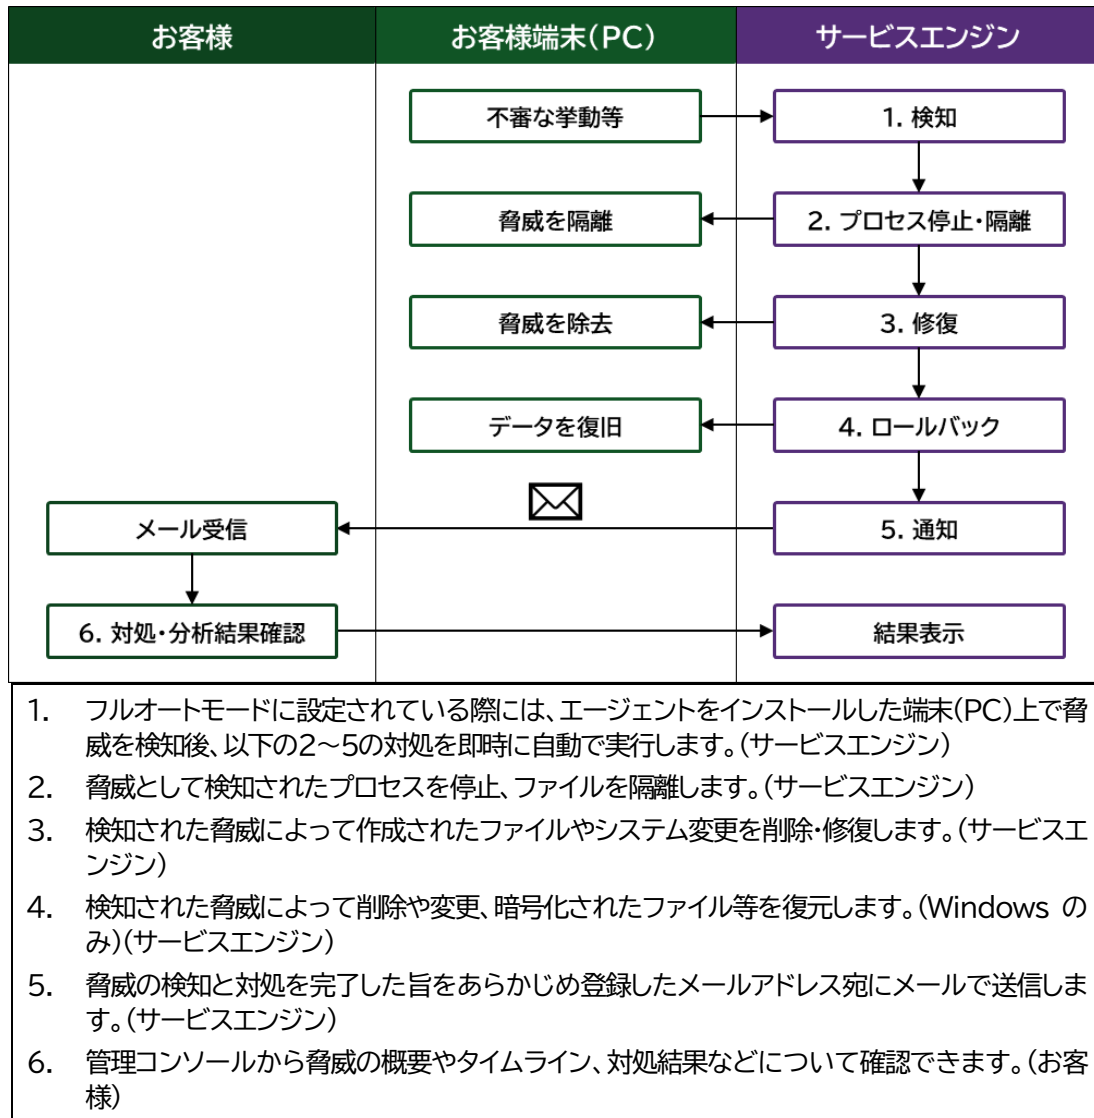 お客様
お客様端末(PC)
サービスエンジン
不審な挙動等
1. 検知
脅威を隔離
2. プロセス停止・隔離
脅威を除去
3. 修復
データを復旧
4. ロールバック
メール受信
5. 通知
6. 対処・分析結果確認
結果表示
1. フルオートモードに設定されている際には、エージェントをインストールした端末(PC)上で脅
威を検知後、以下の2～5の対処を即時に自動で実行します。(サービスエンジン)
2. 脅威として検知されたプロセスを停止、ファイルを隔離します。(サービスエンジン)
3. 検知された脅威によって作成されたファイルやシステム変更を削除・修復します。(サービスエ
ンジン)
4. 検知された脅威によって削除や変更、暗号化されたファイル等を復元します。(Windows の
み)(サービスエンジン)
5. 脅威の検知と対処を完了した旨をあらかじめ登録したメールアドレス宛にメールで送信しま
す。(サービスエンジン)
6. 管理コンソールから脅威の概要やタイムライン、対処結果などについて確認できます。(お客
様)